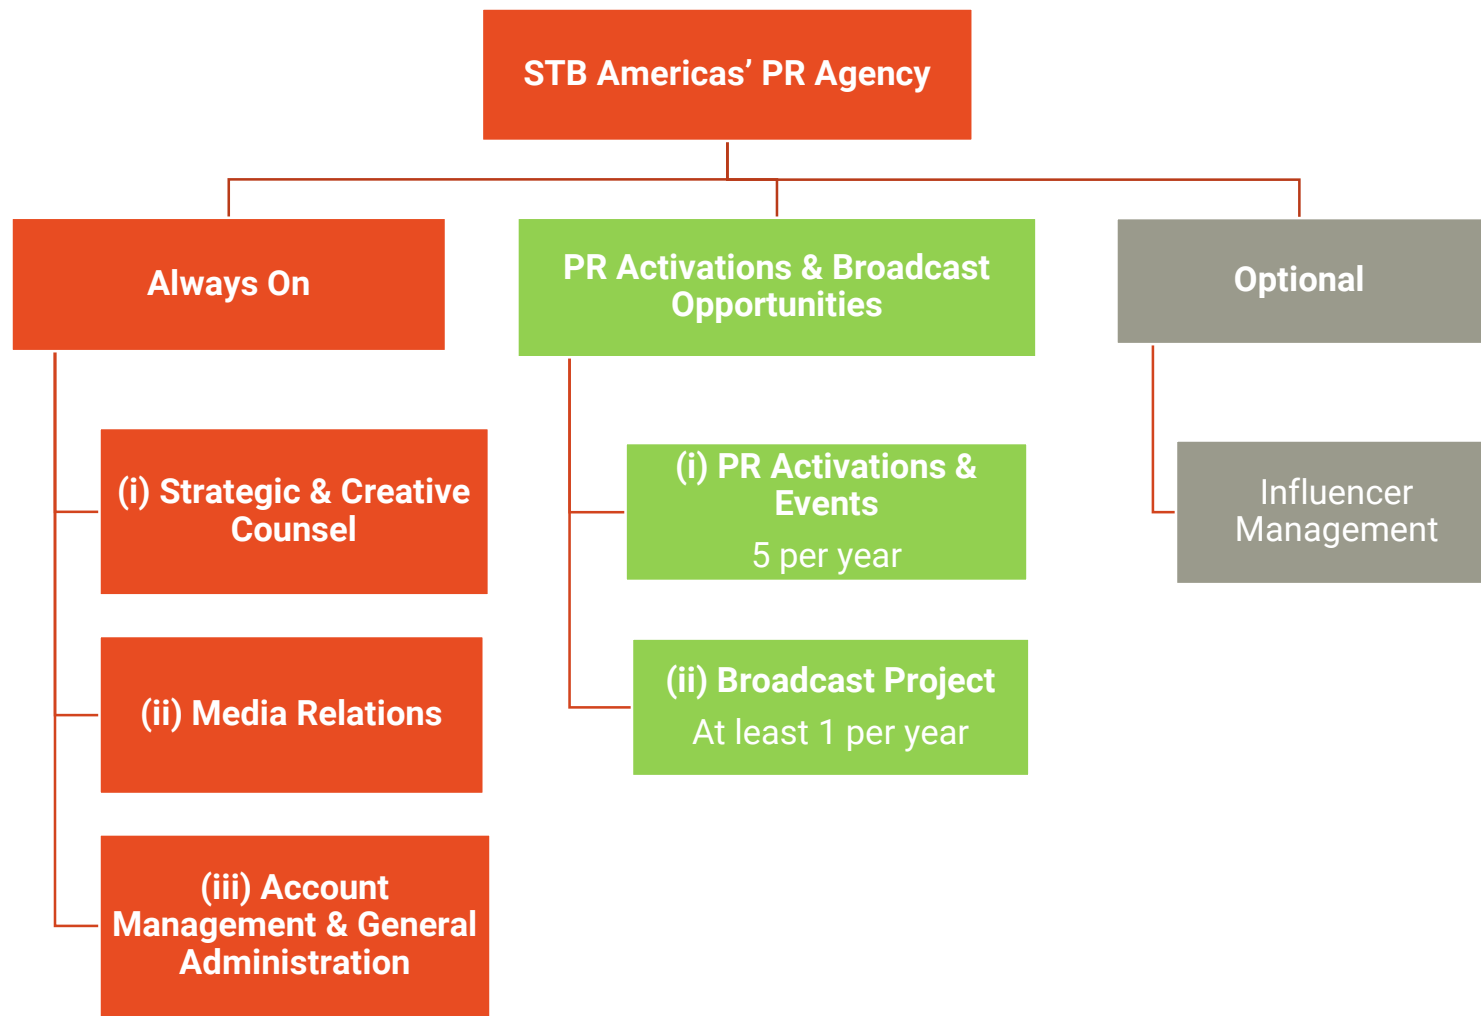 STB Americas’ PR Agency
Always On
PR Activations & Broadcast
Opportunities
Optional
(i) Strategic & Creative
Counsel
(i) PR Activations &
Events
5 per year
Influencer
Management
(ii) Media Relations
(ii) Broadcast Project
At least 1 per year
(iii) Account
Management & General
Administration